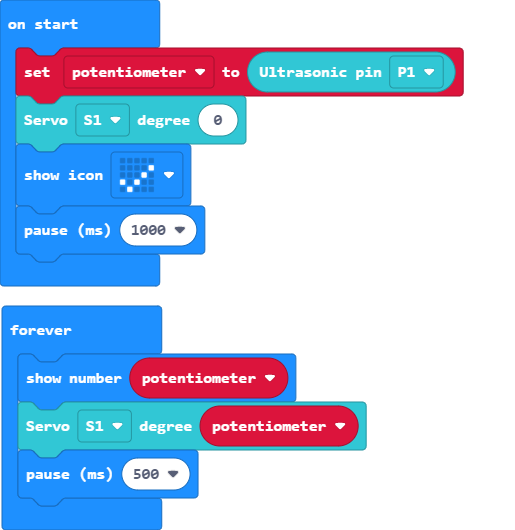 on start
set potentiometer to Ultrasonic pin P1
Servo S1 degree 0
show icon
pause (ms) 1000
forever
show number potentiometer
Servo S1 degree potentiometer
pause (ms) 500